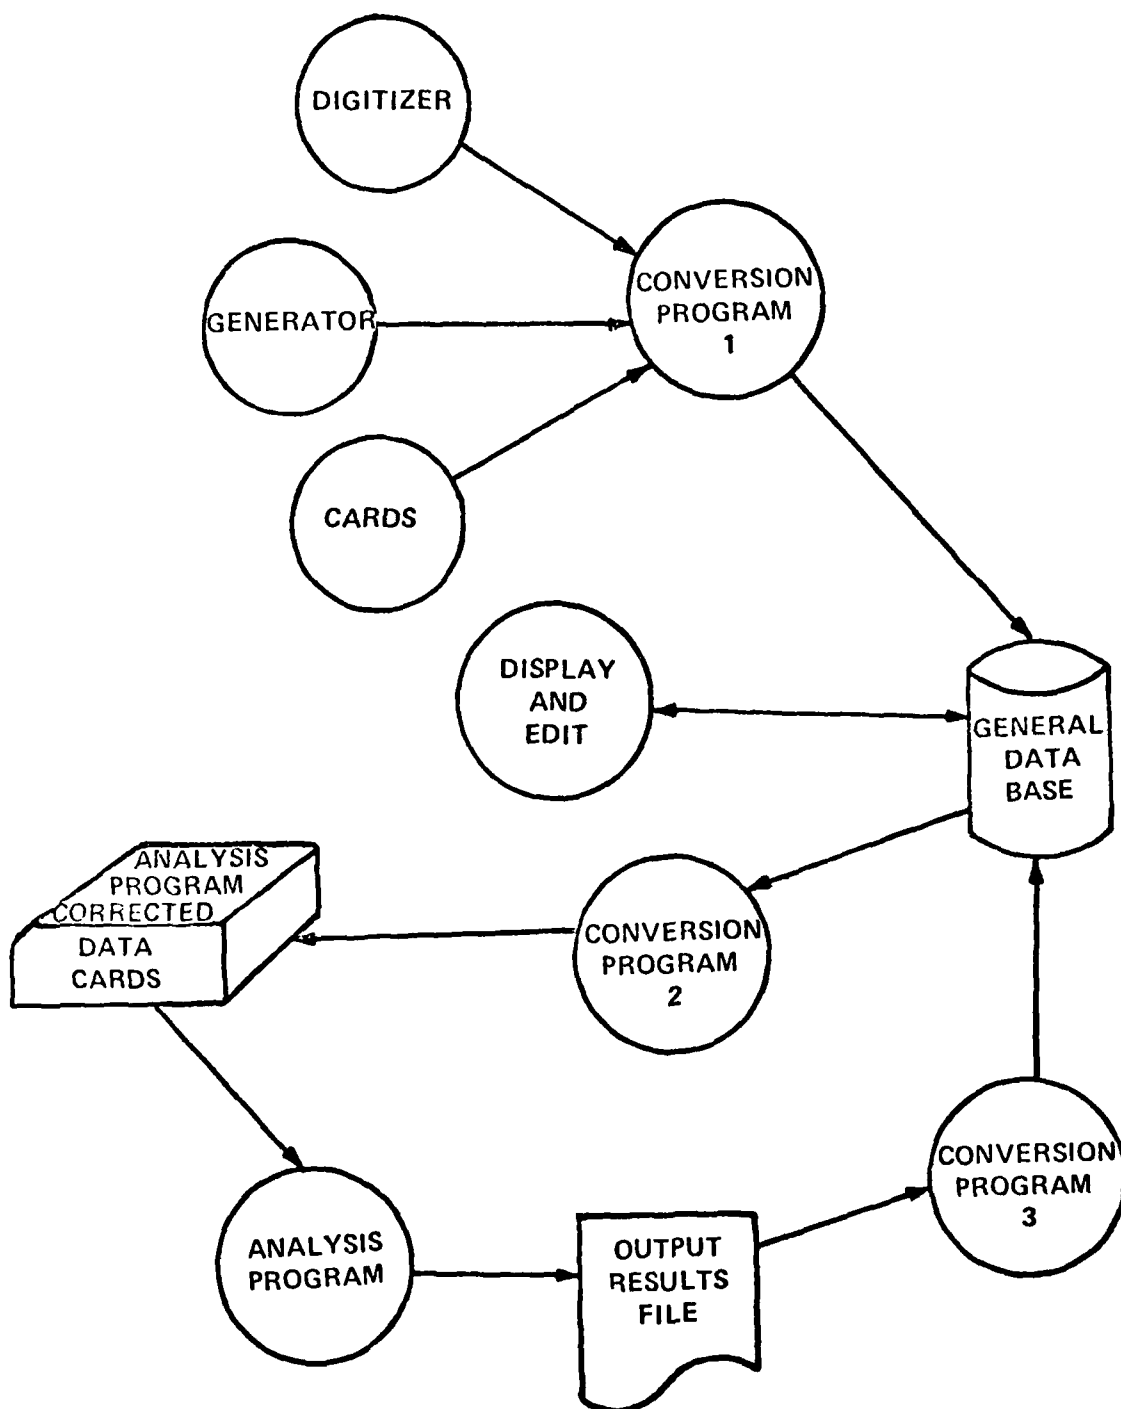 DIGITIZER
CONVERSION
PROGRAM
1
GENERATOR
CARDS
DISPLAY
AND
EDIT
GENERAL
DATA
BASE
ANALYSIS
PROGRAM
CORRECTED
DATA
CARDS
CONVERSION
PROGRAM
2
CONVERSION
PROGRAM
3
ANALYSIS
PROGRAM
OUTPUT
RESULTS
FILE